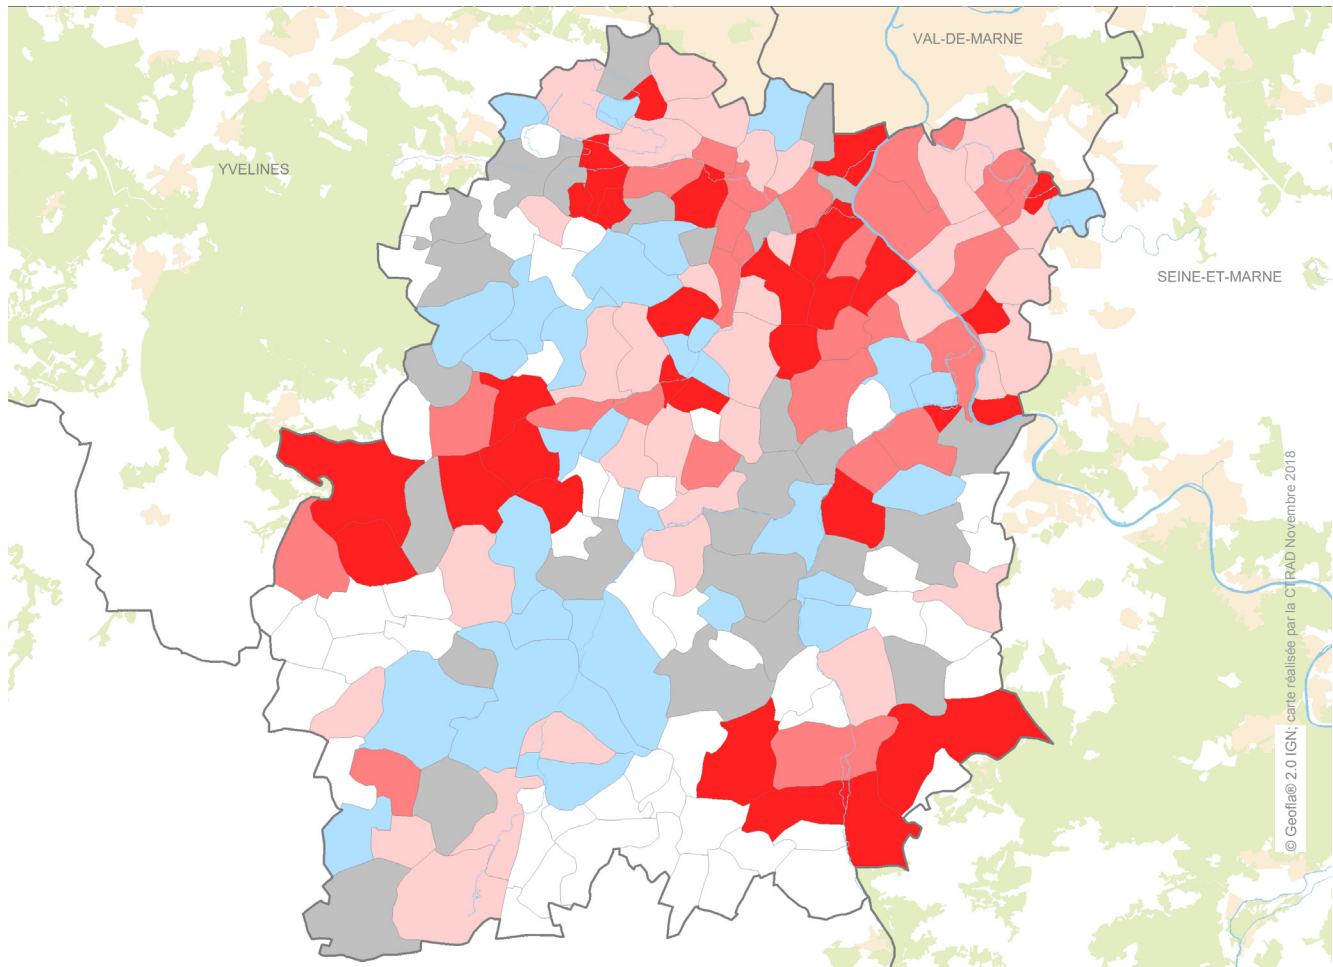 VAL-DE-MARNE
YVELINES
SEINE-ET-MARNE
© Geofla® 2.0 IGN; carte réalisée par la CTRAD Novembre 2018